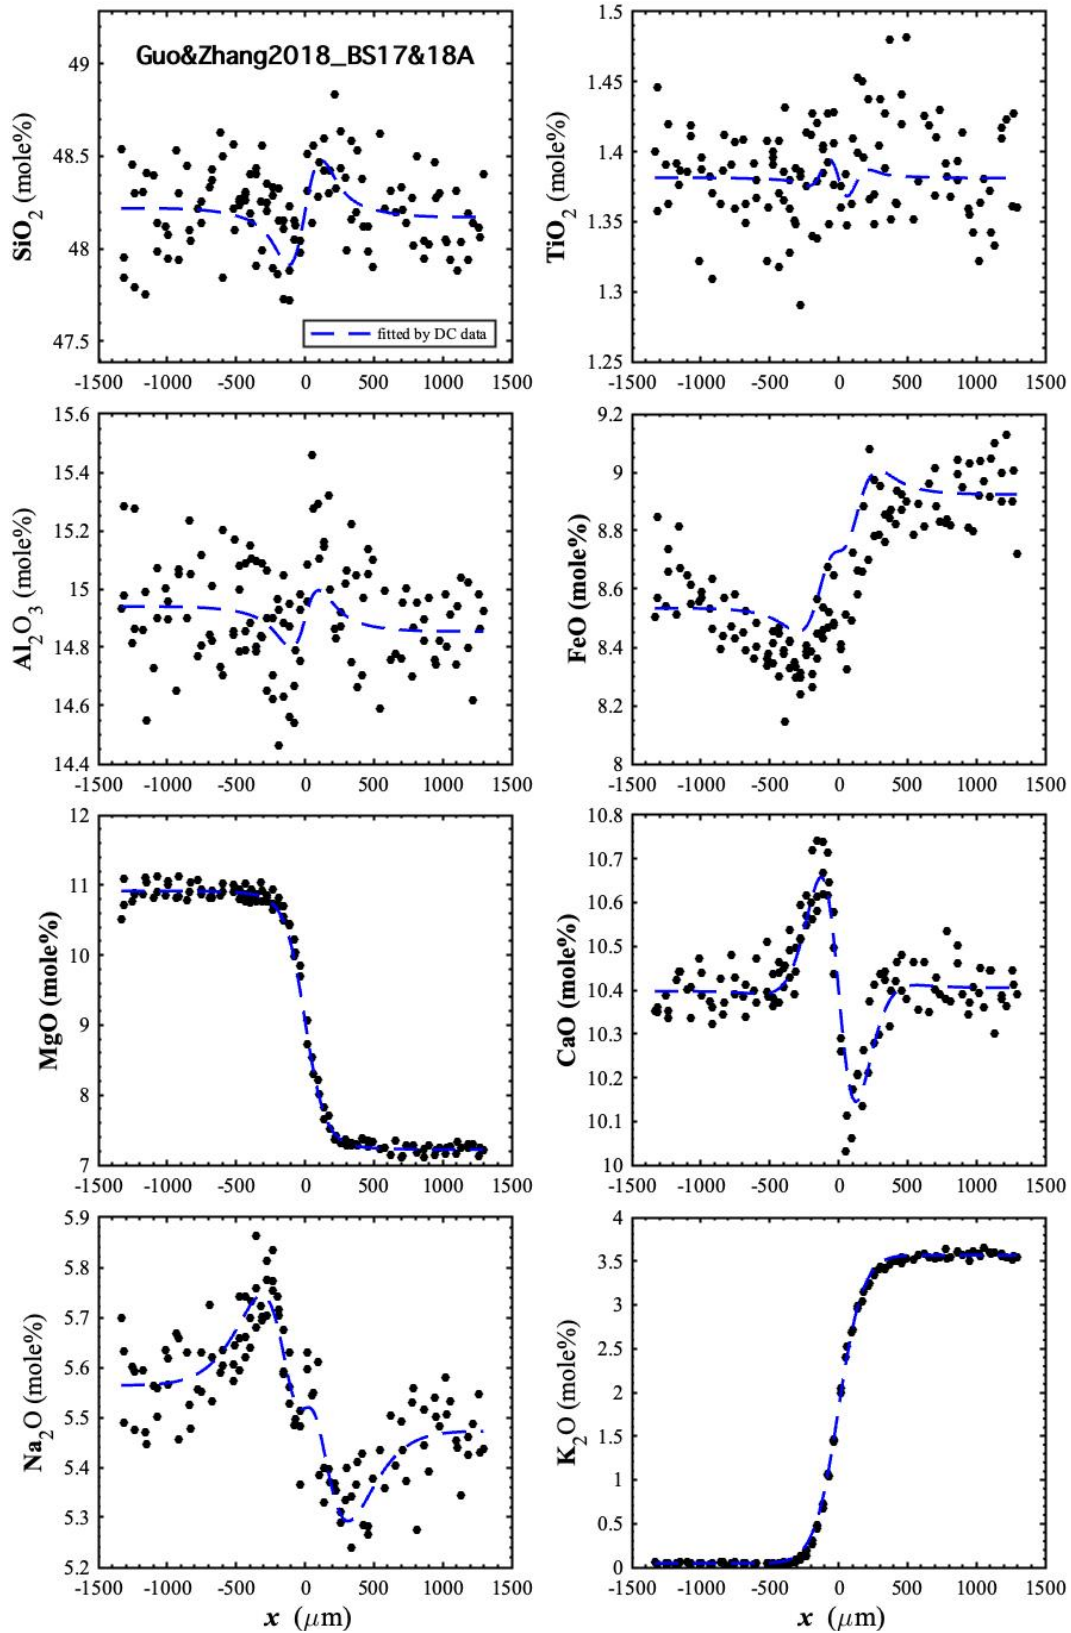 Guo&Zhang2018_BS17&18A
SiO2 (mole%)
49
48.5
48
47.5
fitted by DC data
-1500 -1000 -500 0 500 1000 1500
TiO2 (mole%)
1.5
1.45
1.4
1.35
1.3
1.25
-1500 -1000 -500 0 500 1000 1500
Al2O3 (mole%)
15.6
15.4
15.2
15
14.8
14.6
14.4
-1500 -1000 -500 0 500 1000 1500
FeO (mole%)
9.2
9
8.8
8.6
8.4
8.2
8
-1500 -1000 -500 0 500 1000 1500
MgO (mole%)
12
11
10
9
8
7
-1500 -1000 -500 0 500 1000 1500
CaO (mole%)
10.8
10.7
10.6
10.5
10.4
10.3
10.2
10.1
10
-1500 -1000 -500 0 500 1000 1500
Na2O (mole%)
5.9
5.8
5.7
5.6
5.5
5.4
5.3
5.2
-1500 -1000 -500 0 500 1000 1500
x (μm)
K2O (mole%)
4
3.5
3
2.5
2
1.5
1
0.5
0
-1500 -1000 -500 0 500 1000 1500
x (μm)